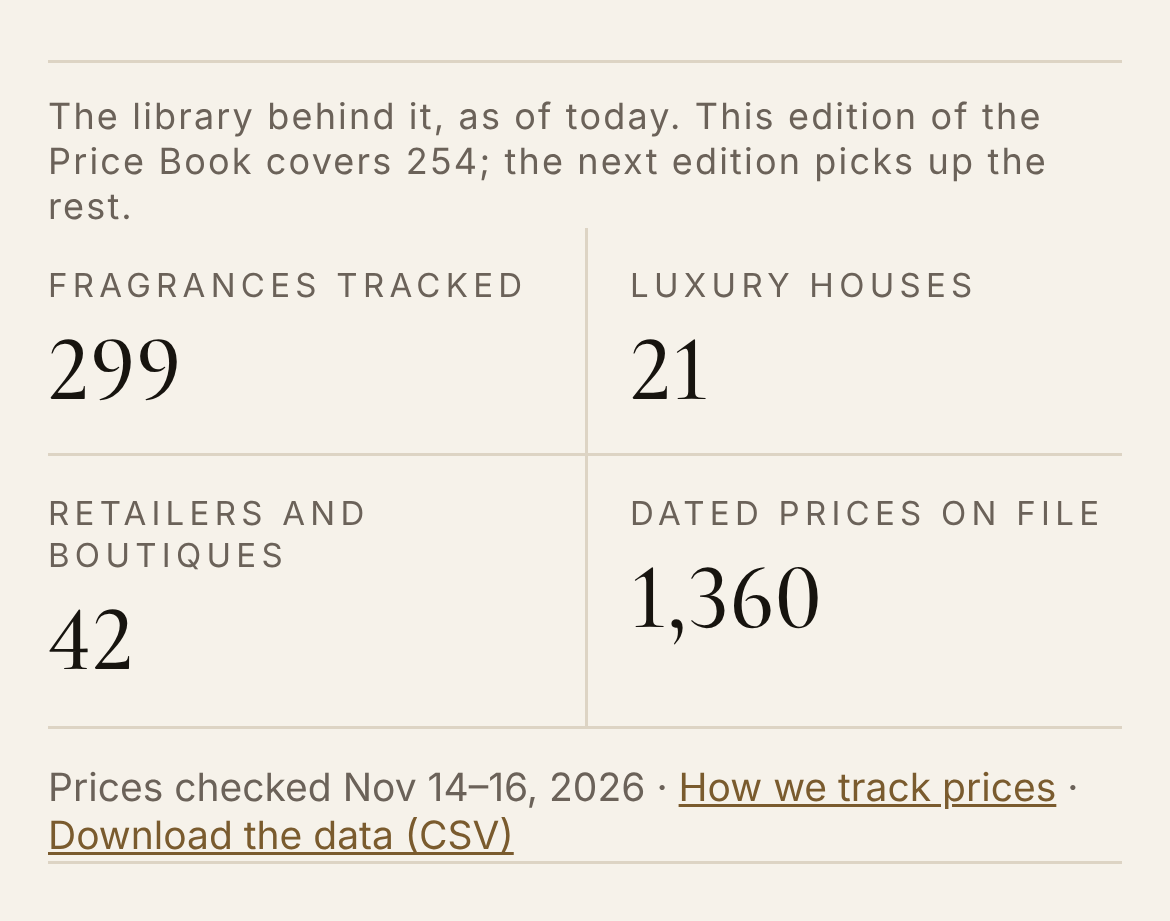 The library behind it, as of today. This edition of the
Price Book covers 254; the next edition picks up the
rest.
FRAGRANCES TRACKED
299
LUXURY HOUSES
21
RETAILERS AND
BOUTIQUES
42
DATED PRICES ON FILE
1,360
Prices checked Nov 14–16, 2026 · How we track prices ·
Download the data (CSV)